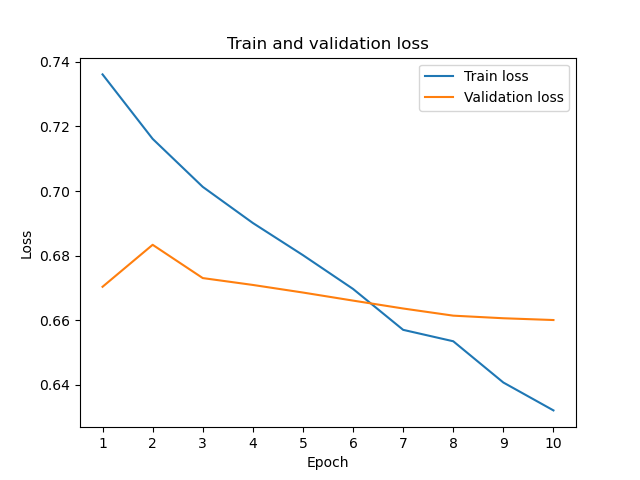 Train and validation loss
Train loss
Validation loss
0.74
0.72
0.70
0.68
0.66
0.64
Loss
1 2 3 4 5 6 7 8 9 10
Epoch